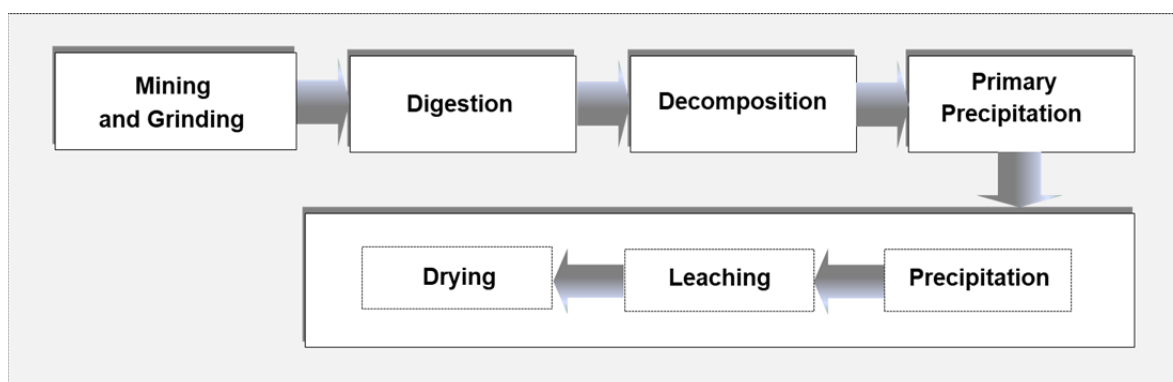 Mining
and Grinding
Digestion
Decomposition
Primary
Precipitation
Precipitation
Leaching
Drying